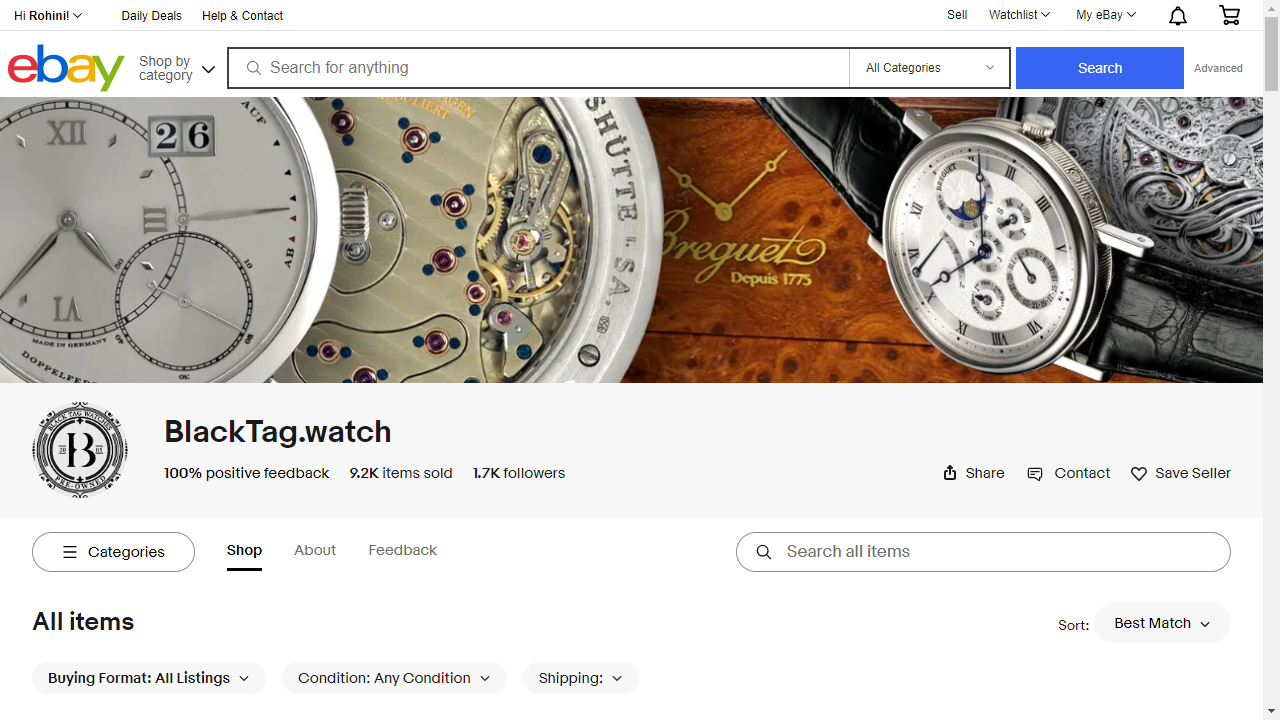 Hi Rohini!
Daily Deals
Help & Contact
Sell
Watchlist
My eBay
ebay
Shop by
category
Search for anything
All Categories
Search
Advanced
XII
26
AUF
III
AB
VI
MADE IN GERMANY
DOPPELFED
SHÜTTE I/SA.
Breguet
Depuis 1775
BREGUET
BLACK TAG WATCHES
20 B 05
PRE-OWNED
BlackTag.watch
100% positive feedback
9.2K items sold
1.7K followers
Share
Contact
Save Seller
Categories
Shop
About
Feedback
Search all items
All items
Sort:
Best Match
Buying Format: All Listings
Condition: Any Condition
Shipping: